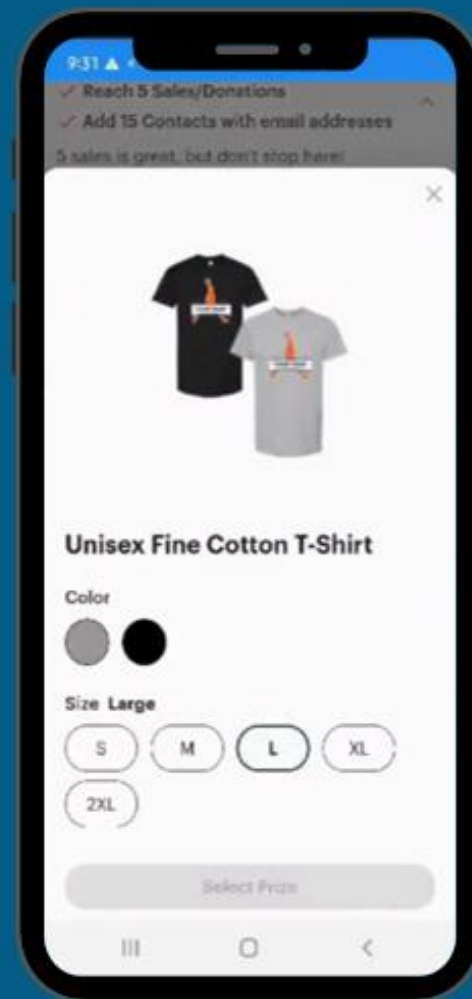 9:31
Reach 5 Sales/Donations
Add 15 Contacts with email addresses
5 sales is great, but don't stop here!
Unisex Fine Cotton T-Shirt
Color
Size Large
S M L XL
2XL
Select Prize